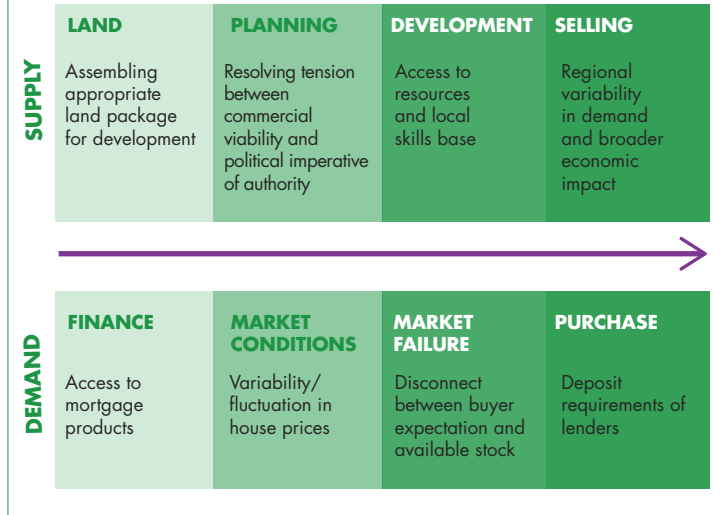 SUPPLY
LAND
Assembling
appropriate
land package
for development
PLANNING
Resolving tension
between
commercial
viability and
political imperative
of authority
DEVELOPMENT
Access to
resources
and local
skills base
SELLING
Regional
variability
in demand
and broader
economic
impact
DEMAND
FINANCE
Access to
mortgage
products
MARKET
CONDITIONS
Variability/
fluctuation in
house prices
MARKET
FAILURE
Disconnect
between buyer
expectation and
available stock
PURCHASE
Deposit
requirements of
lenders